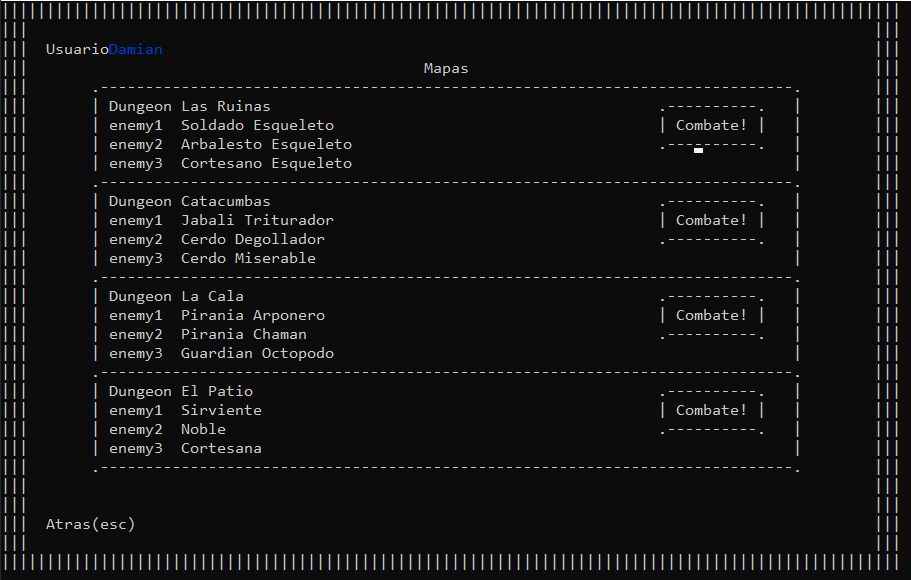 UsuarioDamian
Mapas
Dungeon Las Ruinas
enemy1 Soldado Esqueleto Combate!
enemy2 Arbalesto Esqueleto
enemy3 Cortesano Esqueleto
Dungeon Catacumbas
enemy1 Jabali Triturador Combate!
enemy2 Cerdo Degollador
enemy3 Cerdo Miserable
Dungeon La Cala
enemy1 Pirania Arponero Combate!
enemy2 Pirania Chaman
enemy3 Guardian Octopodo
Dungeon El Patio
enemy1 Sirviente Combate!
enemy2 Noble
enemy3 Cortesana
Atras(esc)